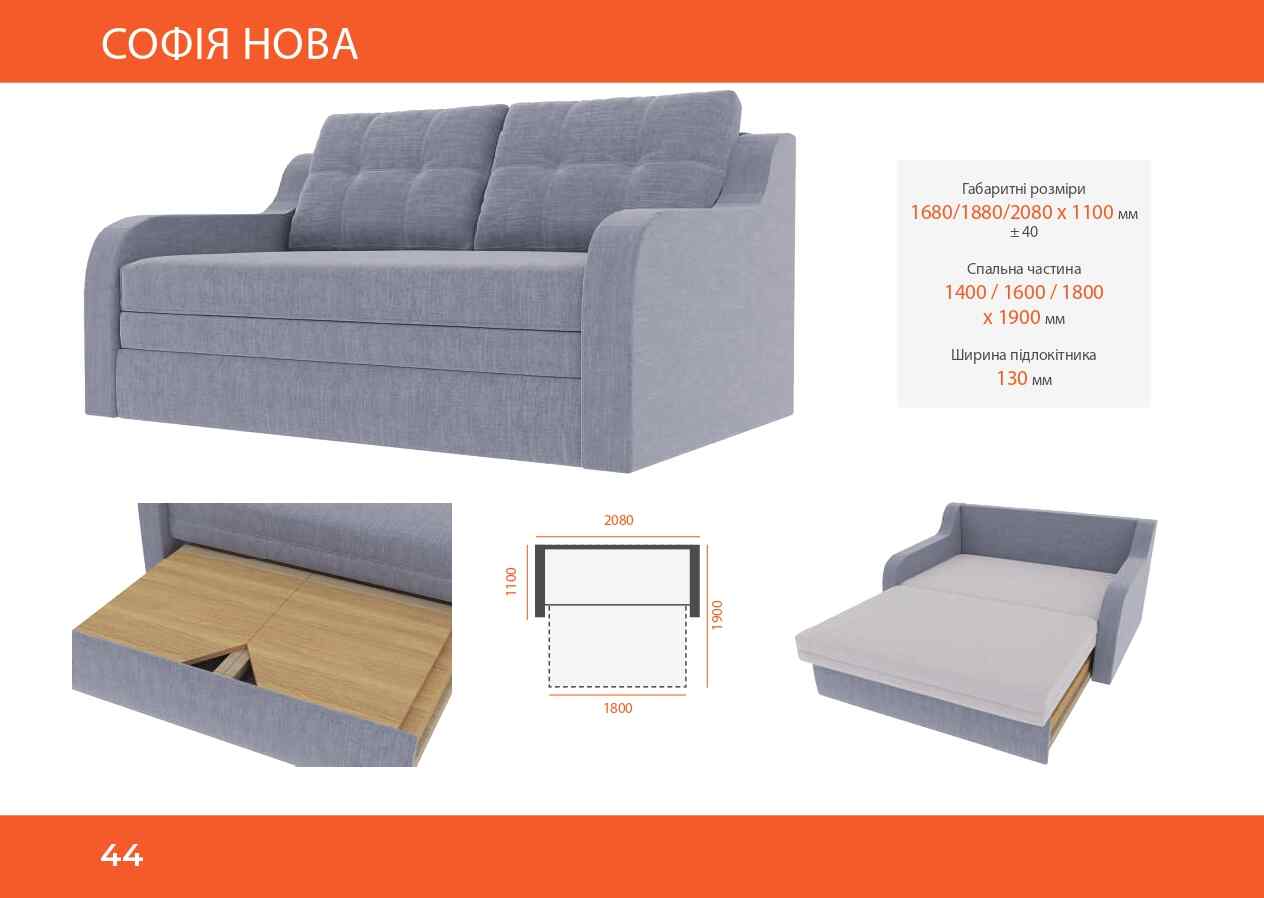 СОФІЯ НОВА
Габаритні розміри
1680/1880/2080 x 1100 мм
± 40
Спальна частина
1400 / 1600 / 1800
x 1900 мм
Ширина підлокітника
130 мм
2080
1100
1900
1800
44